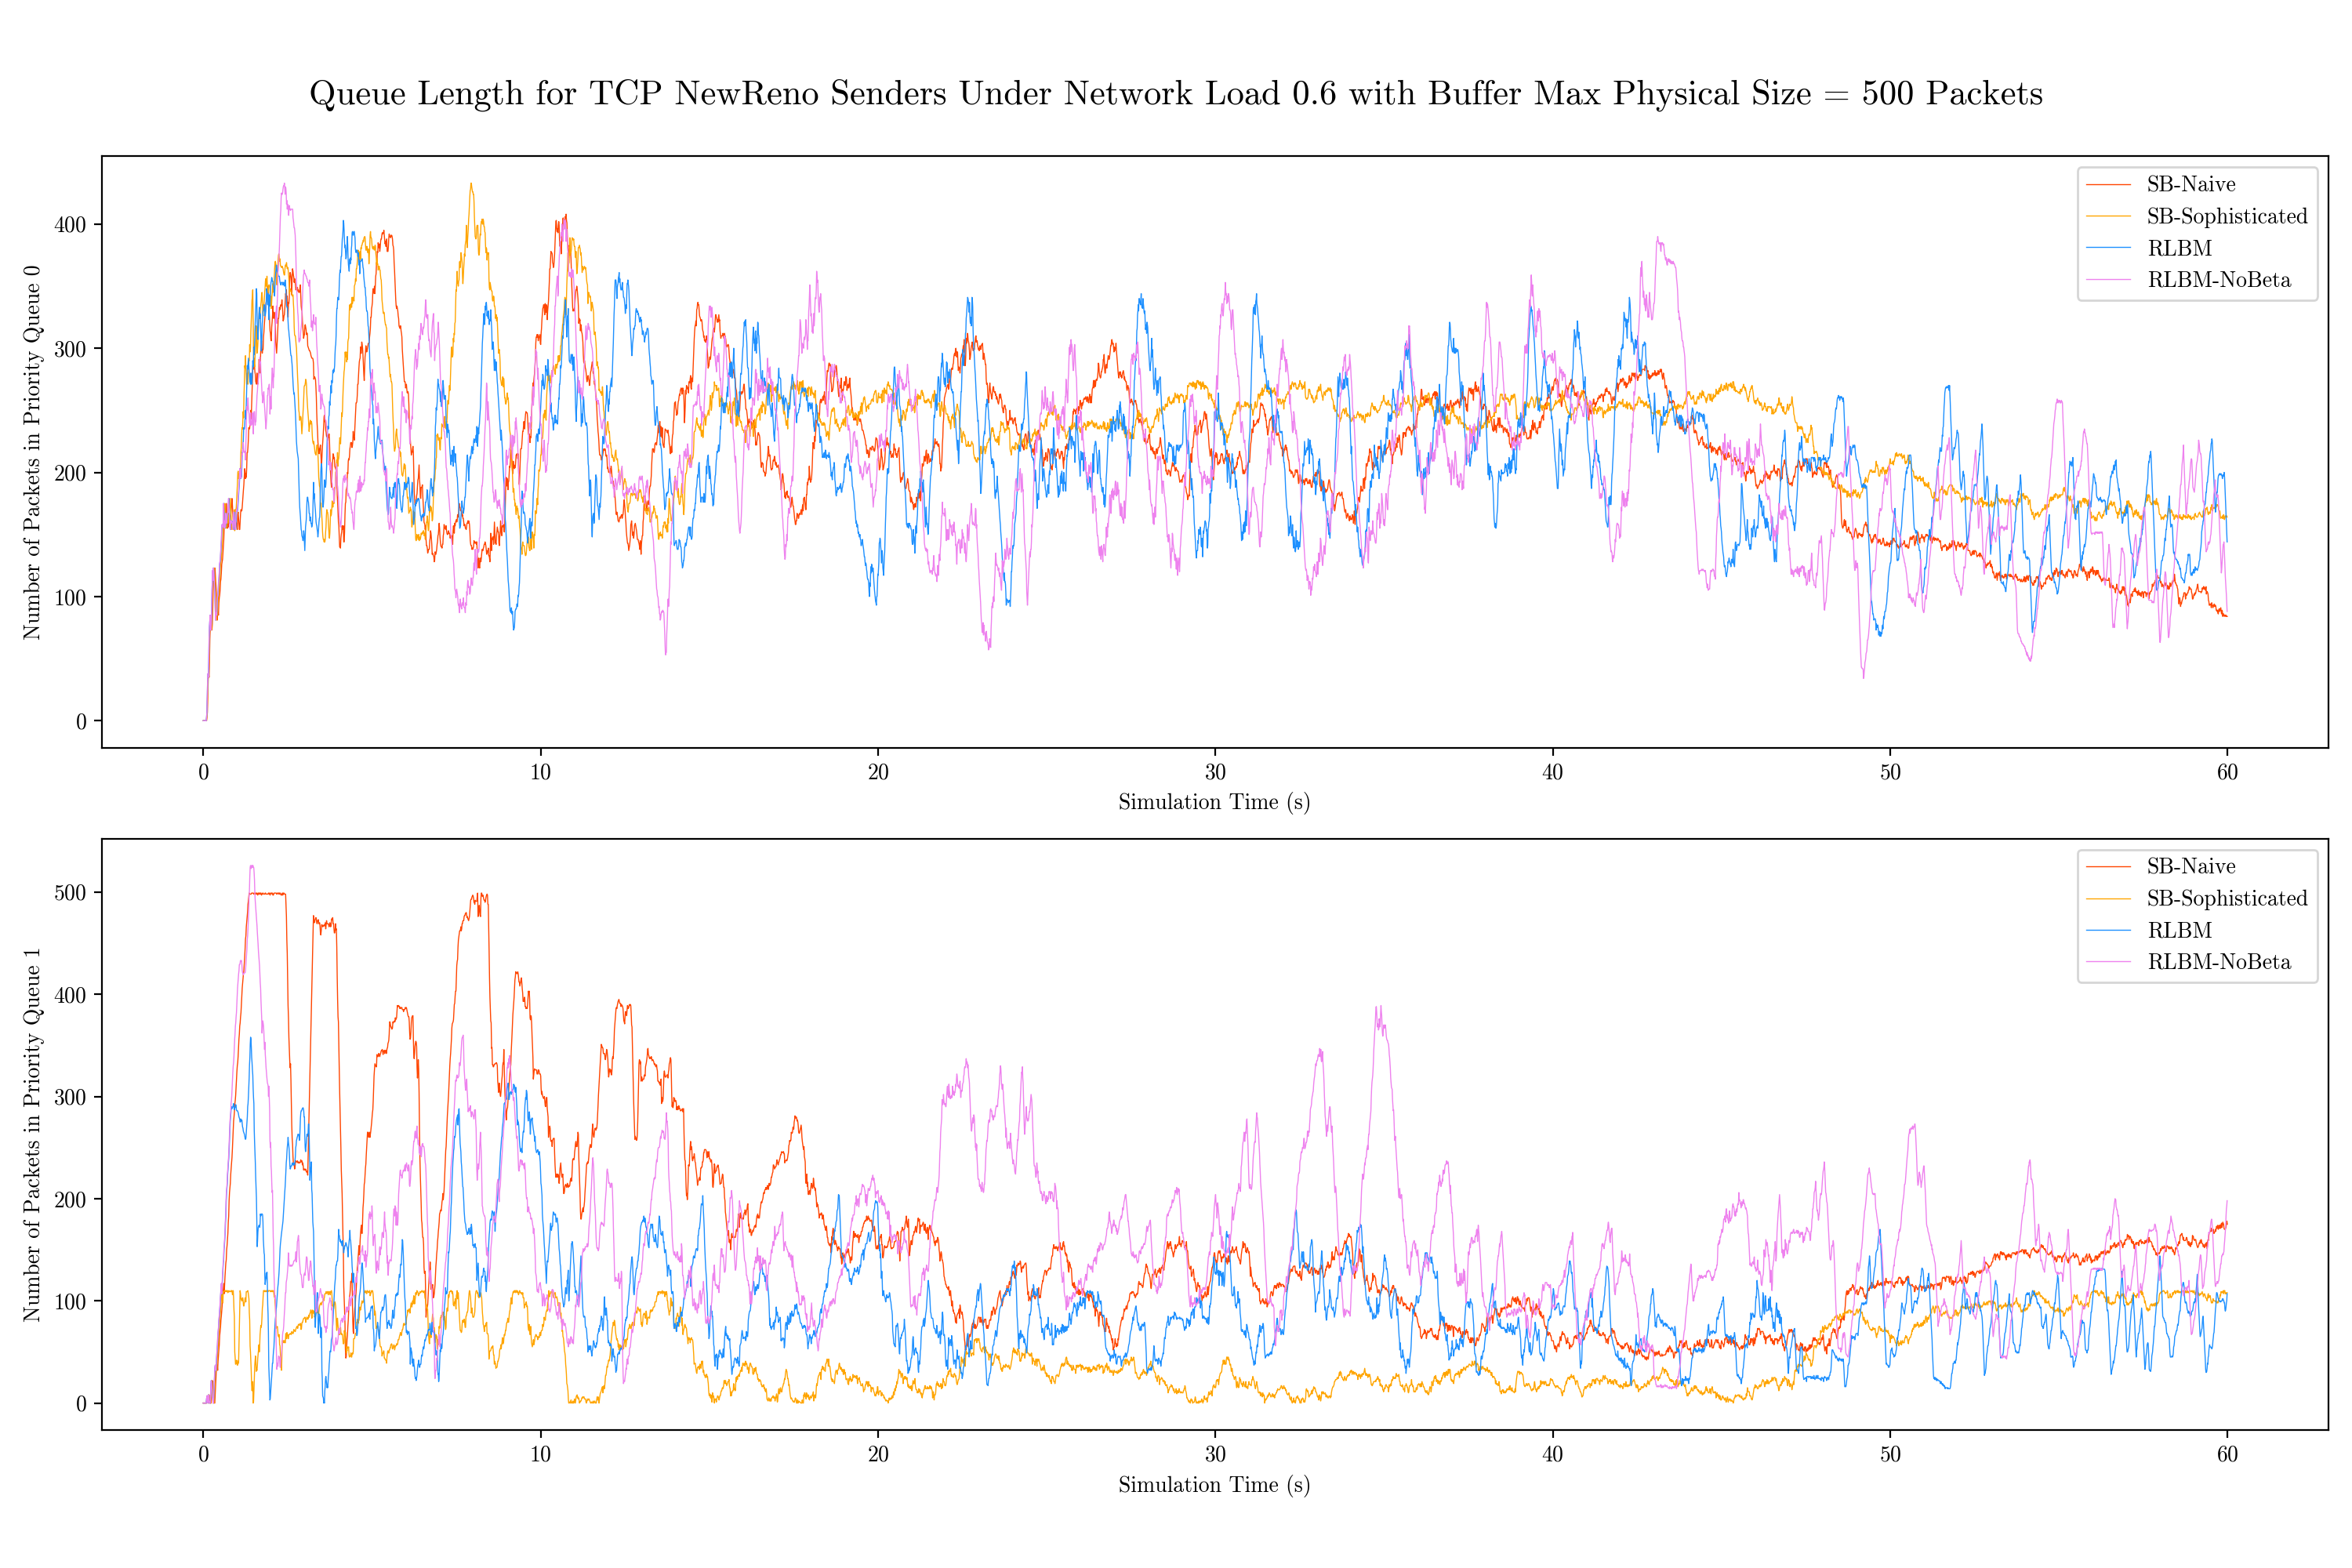 Queue Length for TCP NewReno Senders Under Network Load 0.6 with Buffer Max Physical Size = 500 Packets
SB-Naive
SB-Sophisticated
RLBM
RLBM-NoBeta
Number of Packets in Priority Queue 0
400
300
200
100
0
0 10 20 30 40 50 60
Simulation Time (s)
SB-Naive
SB-Sophisticated
RLBM
RLBM-NoBeta
Number of Packets in Priority Queue 1
500
400
300
200
100
0
0 10 20 30 40 50 60
Simulation Time (s)